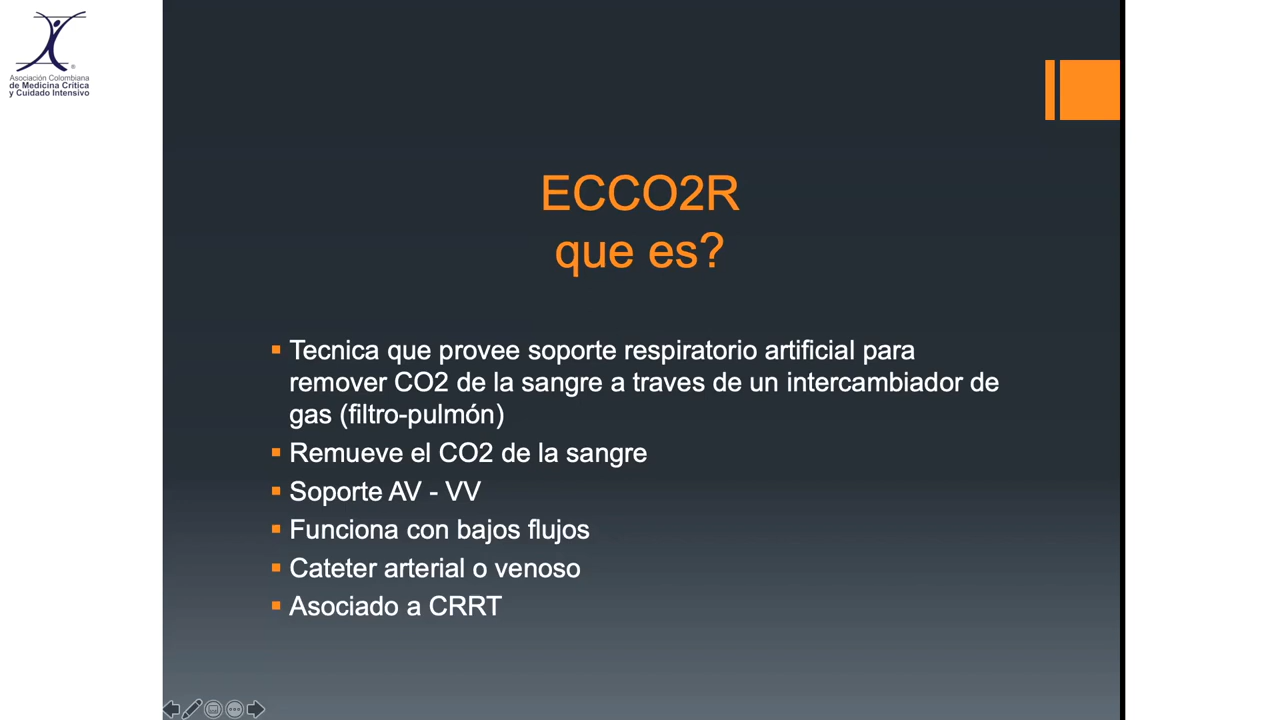 Asociación Colombiana
de Medicina Crítica
y Cuidado Intensivo
ECCO2R
que es?
Tecnica que provee soporte respiratorio artificial para
remover CO2 de la sangre a traves de un intercambiador de
gas (filtro-pulmón)
Remueve el CO2 de la sangre
Soporte AV - VV
Funciona con bajos flujos
Cateter arterial o venoso
Asociado a CRRT